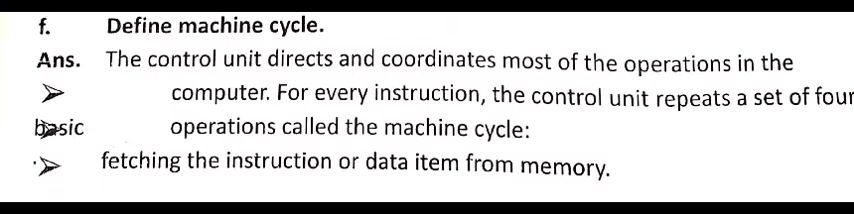 f. Define machine cycle.
Ans. The control unit directs and coordinates most of the operations in the
➢ computer. For every instruction, the control unit repeats a set of four
basic operations called the machine cycle:
➢ fetching the instruction or data item from memory.